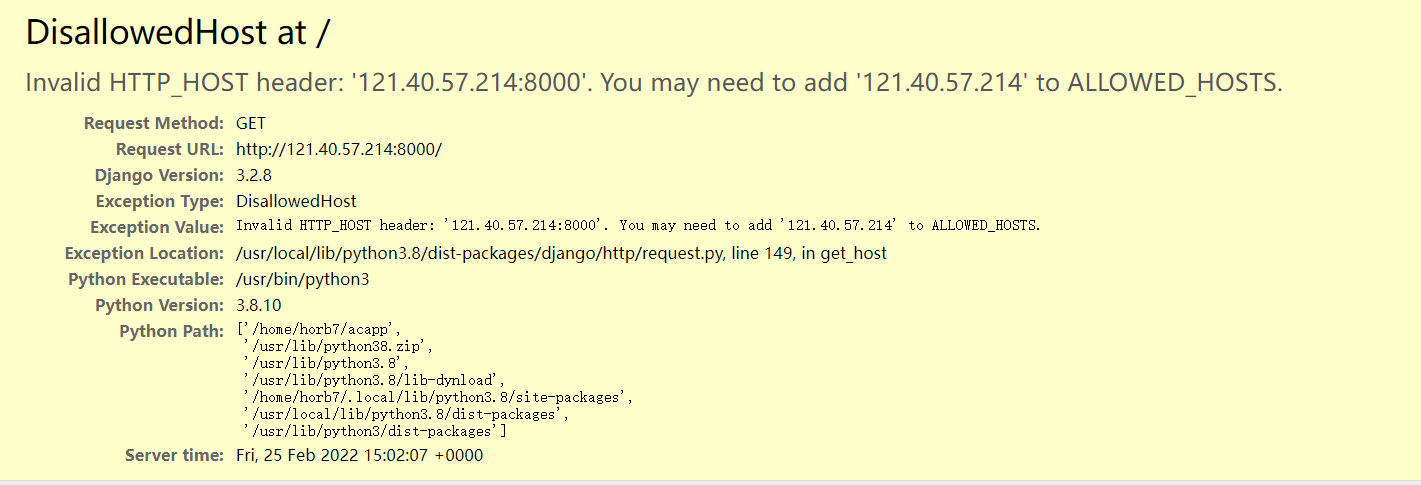 DisallowedHost at /
Invalid HTTP_HOST header: '121.40.57.214:8000'. You may need to add '121.40.57.214' to ALLOWED_HOSTS.
Request Method: GET
Request URL: http://121.40.57.214:8000/
Django Version: 3.2.8
Exception Type: DisallowedHost
Exception Value: Invalid HTTP_HOST header: '121.40.57.214:8000'. You may need to add '121.40.57.214' to ALLOWED_HOSTS.
Exception Location: /usr/local/lib/python3.8/dist-packages/django/http/request.py, line 149, in get_host
Python Executable: /usr/bin/python3
Python Version: 3.8.10
Python Path: ['/home/horb7/acapp',
'/usr/lib/python38.zip',
'/usr/lib/python3.8',
'/usr/lib/python3.8/lib-dynload',
'/home/horb7/.local/lib/python3.8/site-packages',
'/usr/local/lib/python3.8/dist-packages',
'/usr/lib/python3/dist-packages']
Server time: Fri, 25 Feb 2022 15:02:07 +0000